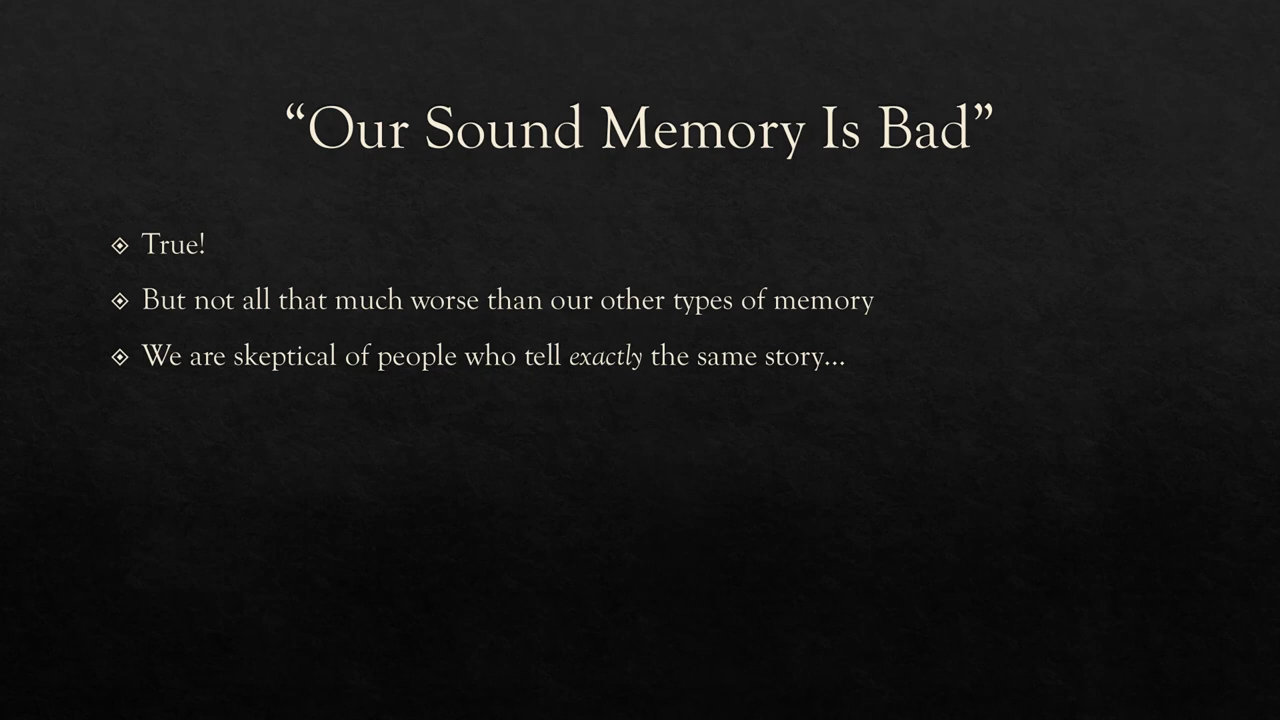 “Our Sound Memory Is Bad”
True!
But not all that much worse than our other types of memory
We are skeptical of people who tell exactly the same story…